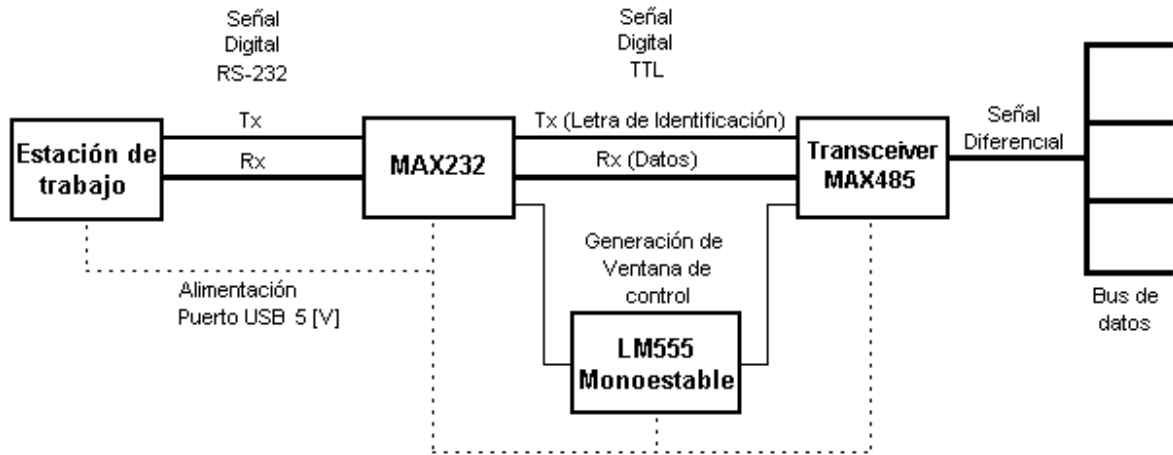 Señal
Digital
RS-232
Señal
Digital
TTL
Tx
Rx
Tx (Letra de Identificación)
Rx (Datos)
Señal
Diferencial
Estación de
trabajo
MAX232
Transceiver
MAX485
Generación de
Ventana de
control
Alimentación
Puerto USB 5 [V]
LM555
Monoestable
Bus de
datos